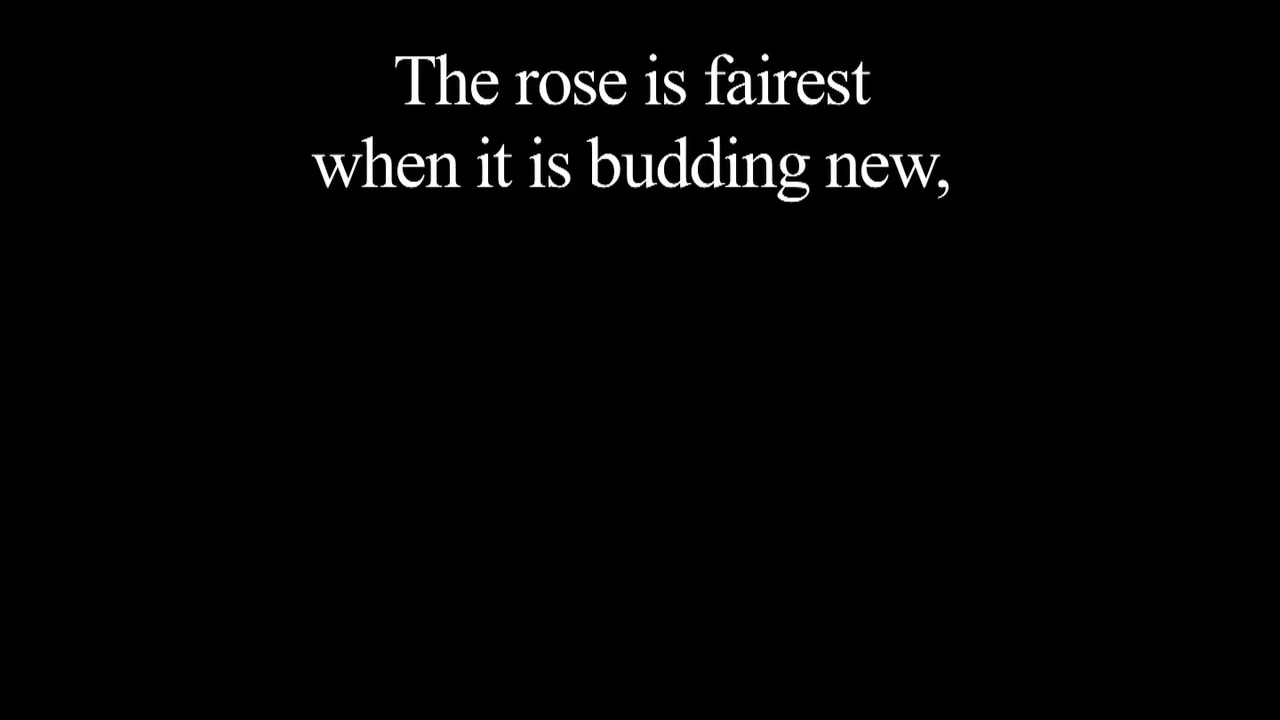 The rose is fairest
when it is budding new,